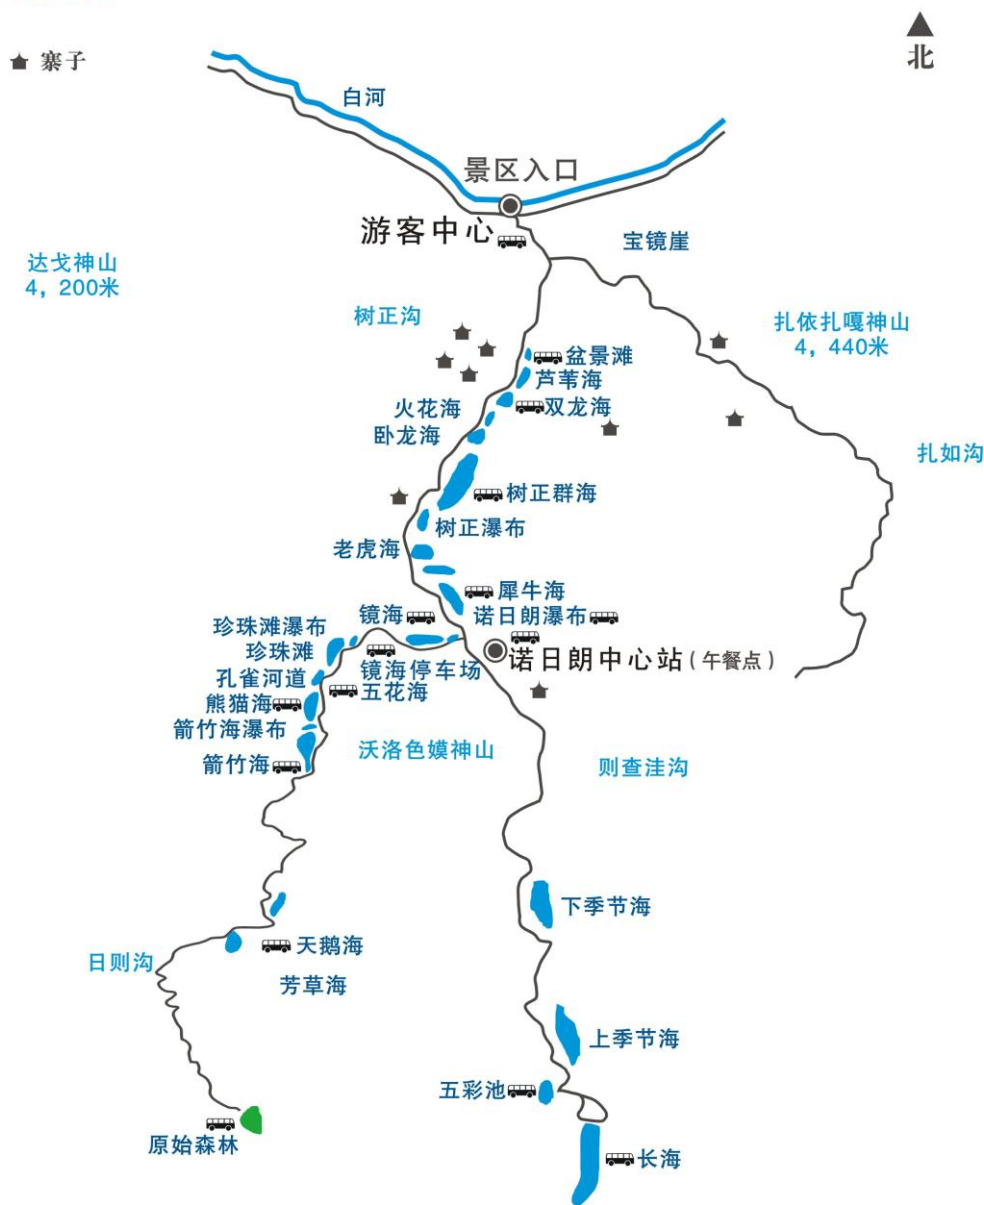 北
寨子
白河
景区入口
游客中心
宝镜崖
达戈神山
4，200米
树正沟
扎依扎嘎神山
4，440米
盆景滩
芦苇海
火花海
双龙海
卧龙海
扎如沟
树正群海
树正瀑布
老虎海
犀牛海
镜海
诺日朗瀑布
珍珠滩瀑布
珍珠滩
诺日朗中心站（午餐点）
镜海停车场
孔雀河道
五花海
熊猫海
箭竹海瀑布
沃洛色嫫神山
箭竹海
则查洼沟
下季节海
天鹅海
日则沟
芳草海
上季节海
五彩池
原始森林
长海